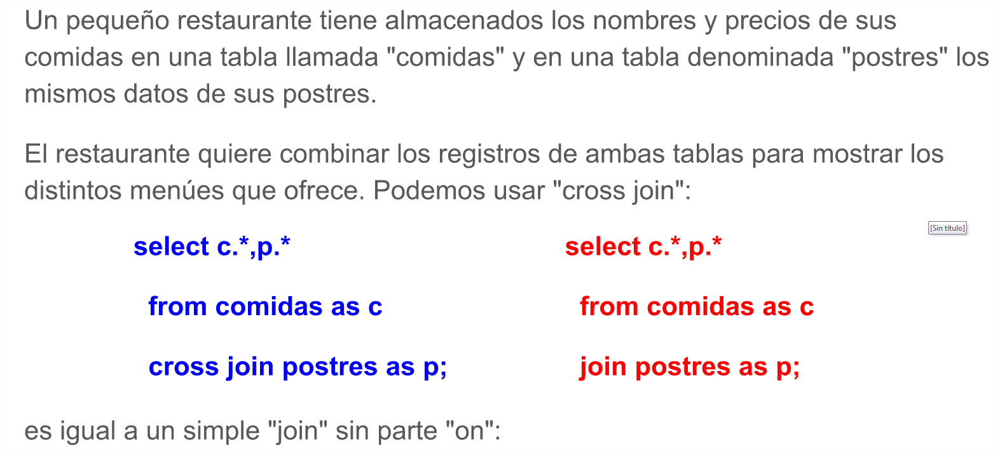 Un pequeño restaurante tiene almacenados los nombres y precios de sus
comidas en una tabla llamada "comidas" y en una tabla denominada "postres" los
mismos datos de sus postres.
El restaurante quiere combinar los registros de ambas tablas para mostrar los
distintos menúes que ofrece. Podemos usar "cross join":
[Sin título]
select c.*,p.*
from comidas as c
cross join postres as p;
select c.*,p.*
from comidas as c
join postres as p;
es igual a un simple "join" sin parte "on":